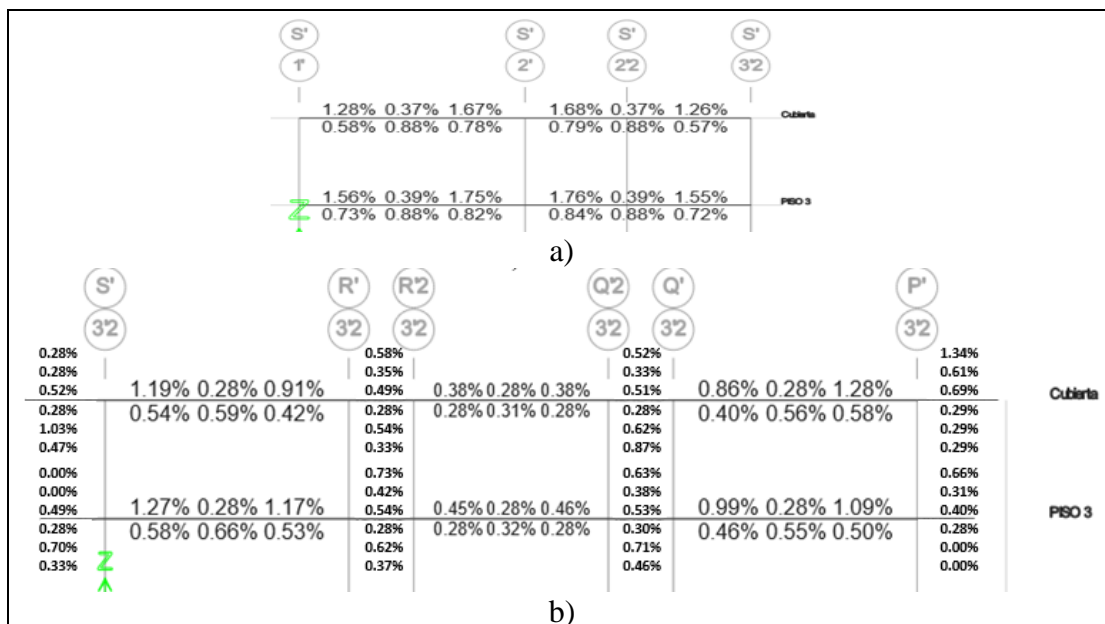 S' S' S' S'
1' 2' 2'2 3'2
1.28% 0.37% 1.67% 1.68% 0.37% 1.26% Cubierta
0.58% 0.88% 0.78% 0.79% 0.88% 0.57%
1.56% 0.39% 1.75% 1.76% 0.39% 1.55% PISO 3
Z 0.73% 0.88% 0.82% 0.84% 0.88% 0.72%
a)
S' R' R'2 Q'2 Q' P'
3'2 3'2 3'2 3'2 3'2 3'2
0.28% 0.58% 0.52% 1.34%
0.28% 0.35% 0.33% 0.61%
0.52% 1.19% 0.28% 0.91% 0.49% 0.38% 0.28% 0.38% 0.51% 0.86% 0.28% 1.28% 0.69% Cubierta
0.28% 0.54% 0.59% 0.42% 0.28% 0.28% 0.31% 0.28% 0.28% 0.40% 0.56% 0.58% 0.29%
1.03% 0.54% 0.62% 0.29%
0.47% 0.33% 0.87% 0.29%
0.00% 0.73% 0.63% 0.66%
0.00% 0.42% 0.38% 0.31%
0.49% 1.27% 0.28% 1.17% 0.54% 0.45% 0.28% 0.46% 0.53% 0.99% 0.28% 1.09% 0.40% PISO 3
0.28% 0.58% 0.66% 0.53% 0.28% 0.28% 0.32% 0.28% 0.30% 0.46% 0.55% 0.50% 0.28%
0.70% Z 0.62% 0.71% 0.00%
0.33% 0.37% 0.46% 0.00%
b)